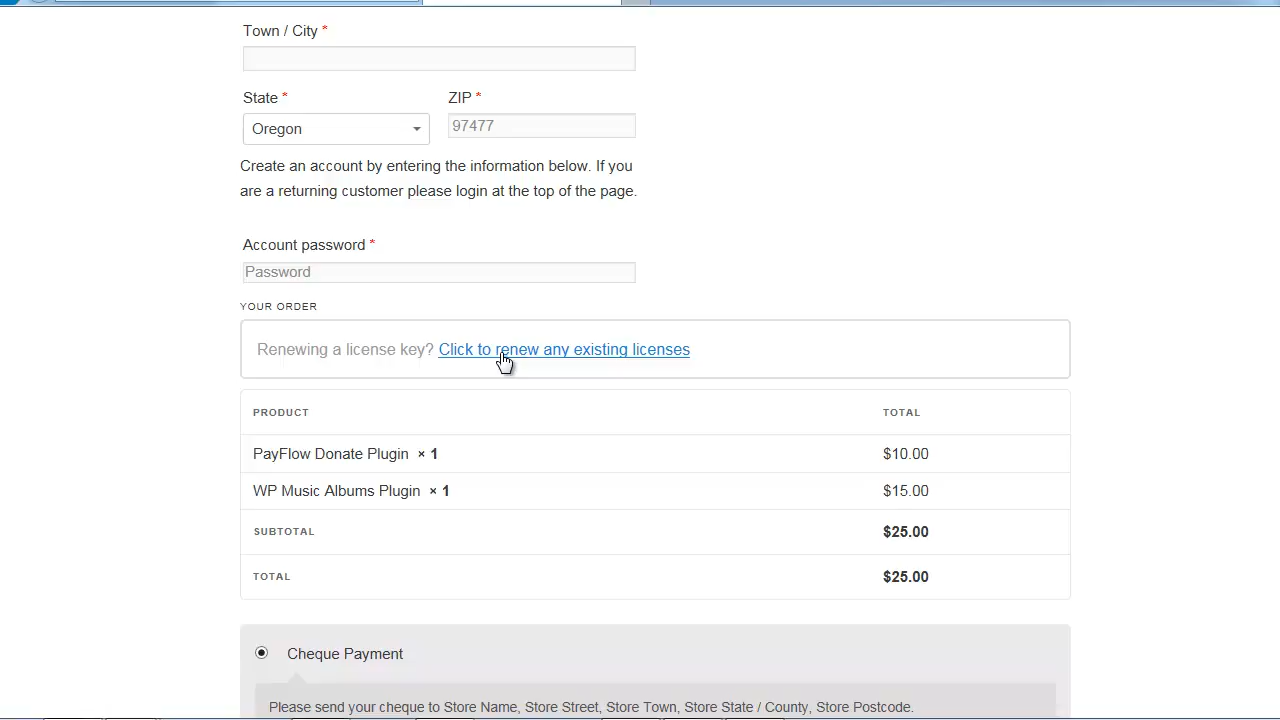 Town / City *
State * ZIP *
Oregon 97477
Create an account by entering the information below. If you
are a returning customer please login at the top of the page.
Account password *
Password
YOUR ORDER
Renewing a license key? Click to renew any existing licenses
PRODUCT TOTAL
PayFlow Donate Plugin × 1 $10.00
WP Music Albums Plugin × 1 $15.00
SUBTOTAL $25.00
TOTAL $25.00
Cheque Payment
Please send your cheque to Store Name, Store Street, Store Town, Store State / County, Store Postcode.